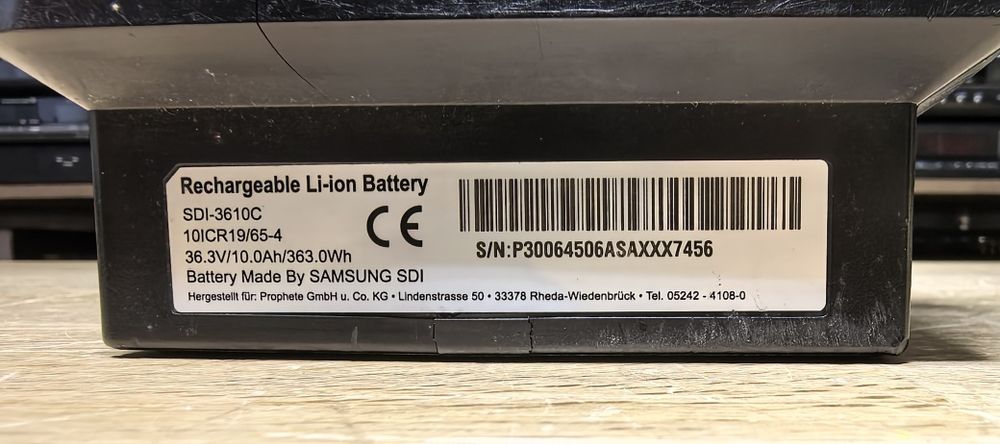 Rechargeable Li-ion Battery
SDI-3610C
10ICR19/65-4
36.3V/10.0Ah/363.0Wh
Battery Made By SAMSUNG SDI
CE
S/N:P30064506ASAXXX7456
Hergestellt für: Prophete GmbH u. Co. KG • Lindenstrasse 50 • 33378 Rheda-Wiedenbrück • Tel. 05242 - 4108-0